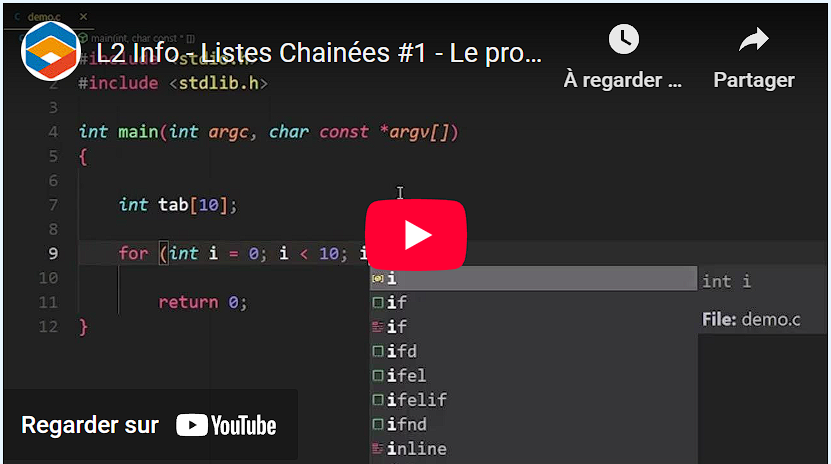 demo.c
main(int, char const * [])
L2 Info - Listes Chainées #1 - Le pro...
À regarder ...
Partager
#include <stdio.h>
2 #include <stdlib.h>
3
4 int main(int argc, char const *argv[])
5 {
6
7 int tab[10];
8
9 for (int i = 0; i < 10; i
10
11 return 0;
12 }
i
int i
if
if
File: demo.c
ifd
ifel
ifelif
ifnd
inline
Regarder sur YouTube